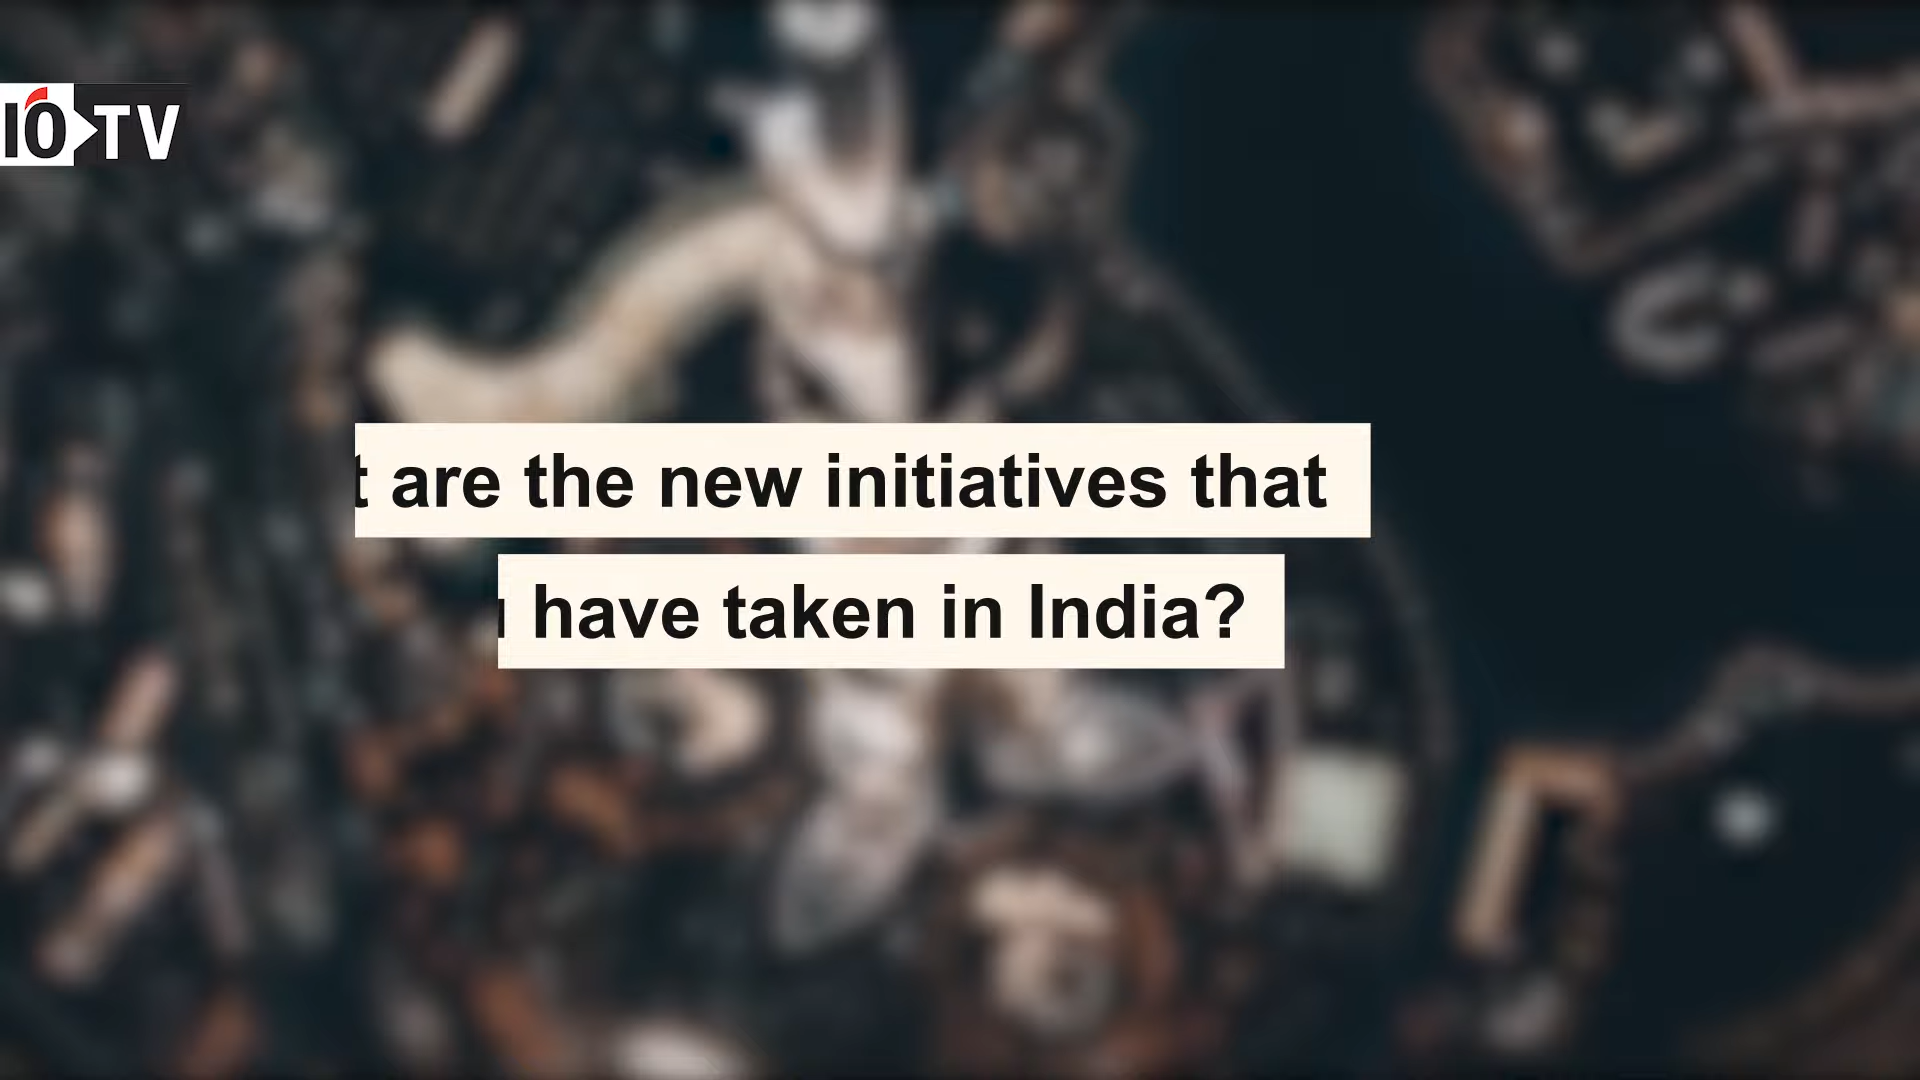 IO TV
t are the new initiatives that
have taken in India?